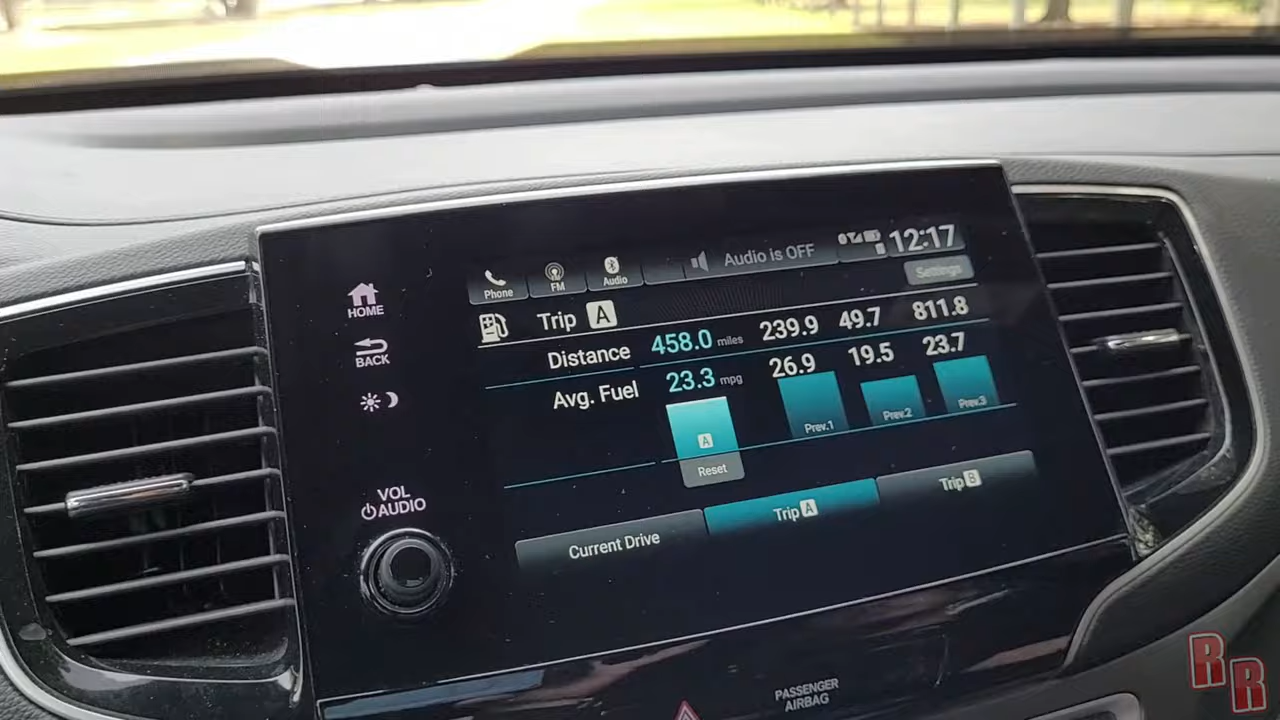 HOME
BACK
VOL
AUDIO
Phone
FM
Audio
Audio is OFF
12:17
Settings
Trip A
Distance 458.0 miles 239.9 49.7 811.8
Avg. Fuel 23.3 mpg 26.9 19.5 23.7
A
Prev.1
Prev.2
Prev.3
Reset
Current Drive
Trip A
Trip B
PASSENGER
AIRBAG
RR